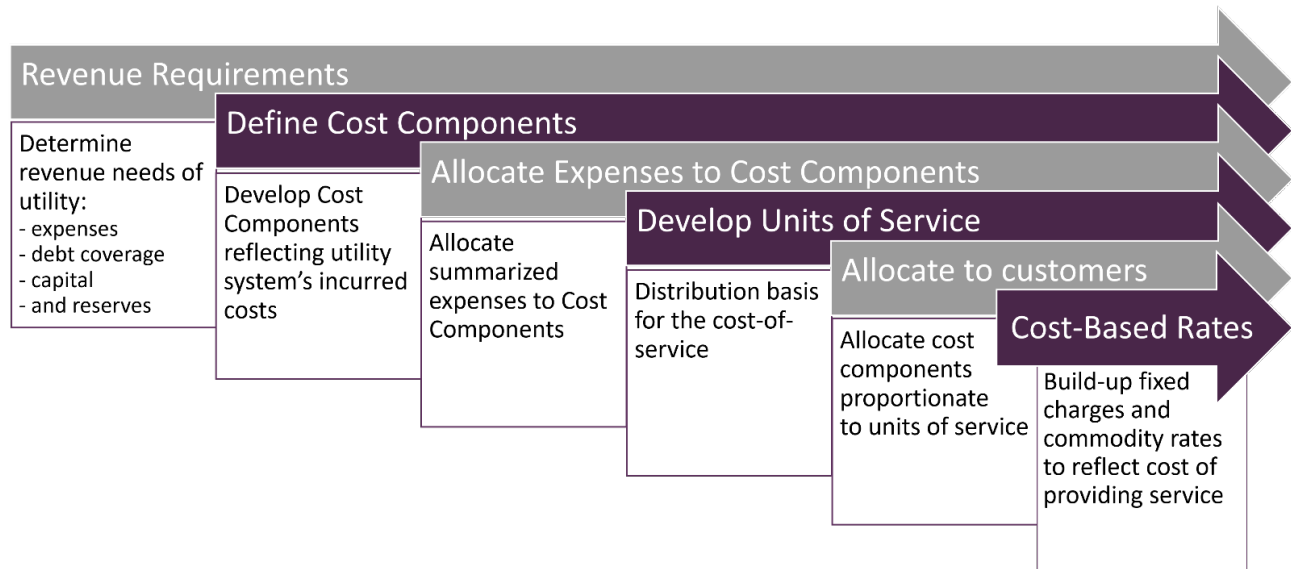 Revenue Requirements
Determine
revenue needs of
utility:
- expenses
- debt coverage
- capital
- and reserves
Define Cost Components
Develop Cost
Components
reflecting utility
system’s incurred
costs
Allocate Expenses to Cost Components
Allocate
summarized
expenses to Cost
Components
Develop Units of Service
Distribution basis
for the cost-of-
service
Allocate to customers
Allocate cost
components
proportionate
to units of service
Cost-Based Rates
Build-up fixed
charges and
commodity rates
to reflect cost of
providing service